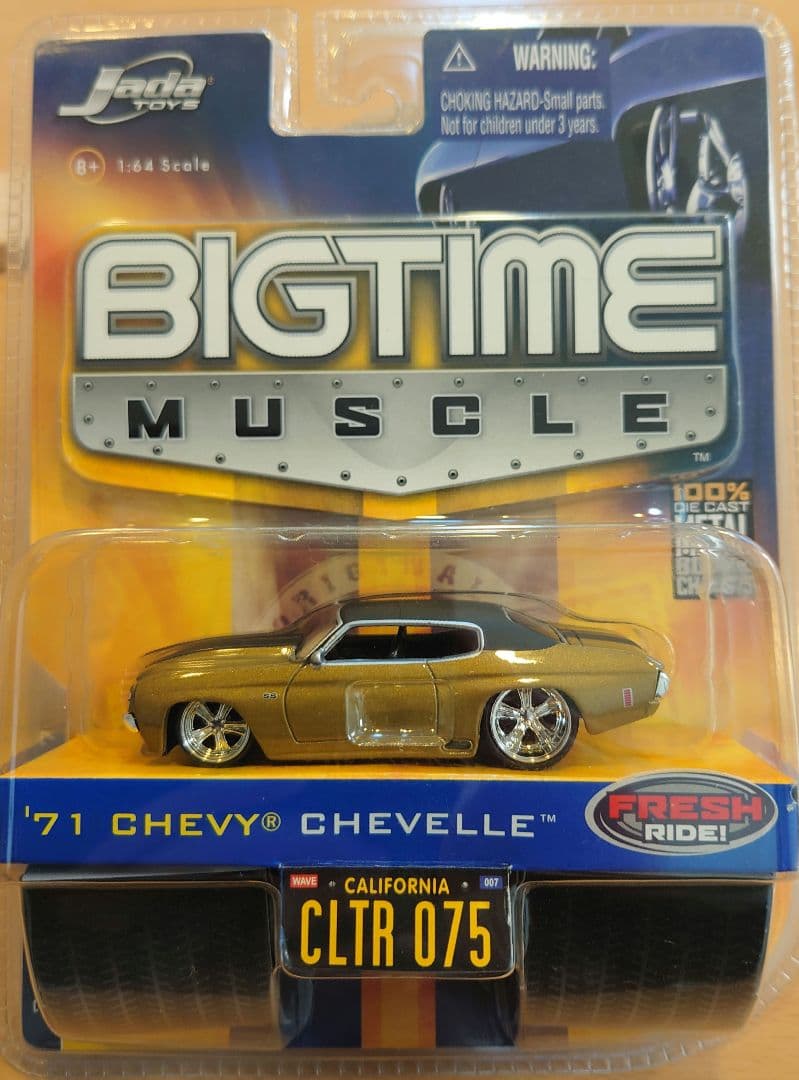 Jada®
TOYS
WARNING:
CHOKING HAZARD-Small parts.
Not for children under 3 years.
8+ 1:64 Scale
BIGTIME
MUSCLE
TM
100%
DIE CAST
METAL
SS
'71 CHEVY® CHEVELLE™
FRESH
RIDE!
WAVE CALIFORNIA 007
CLTR 075